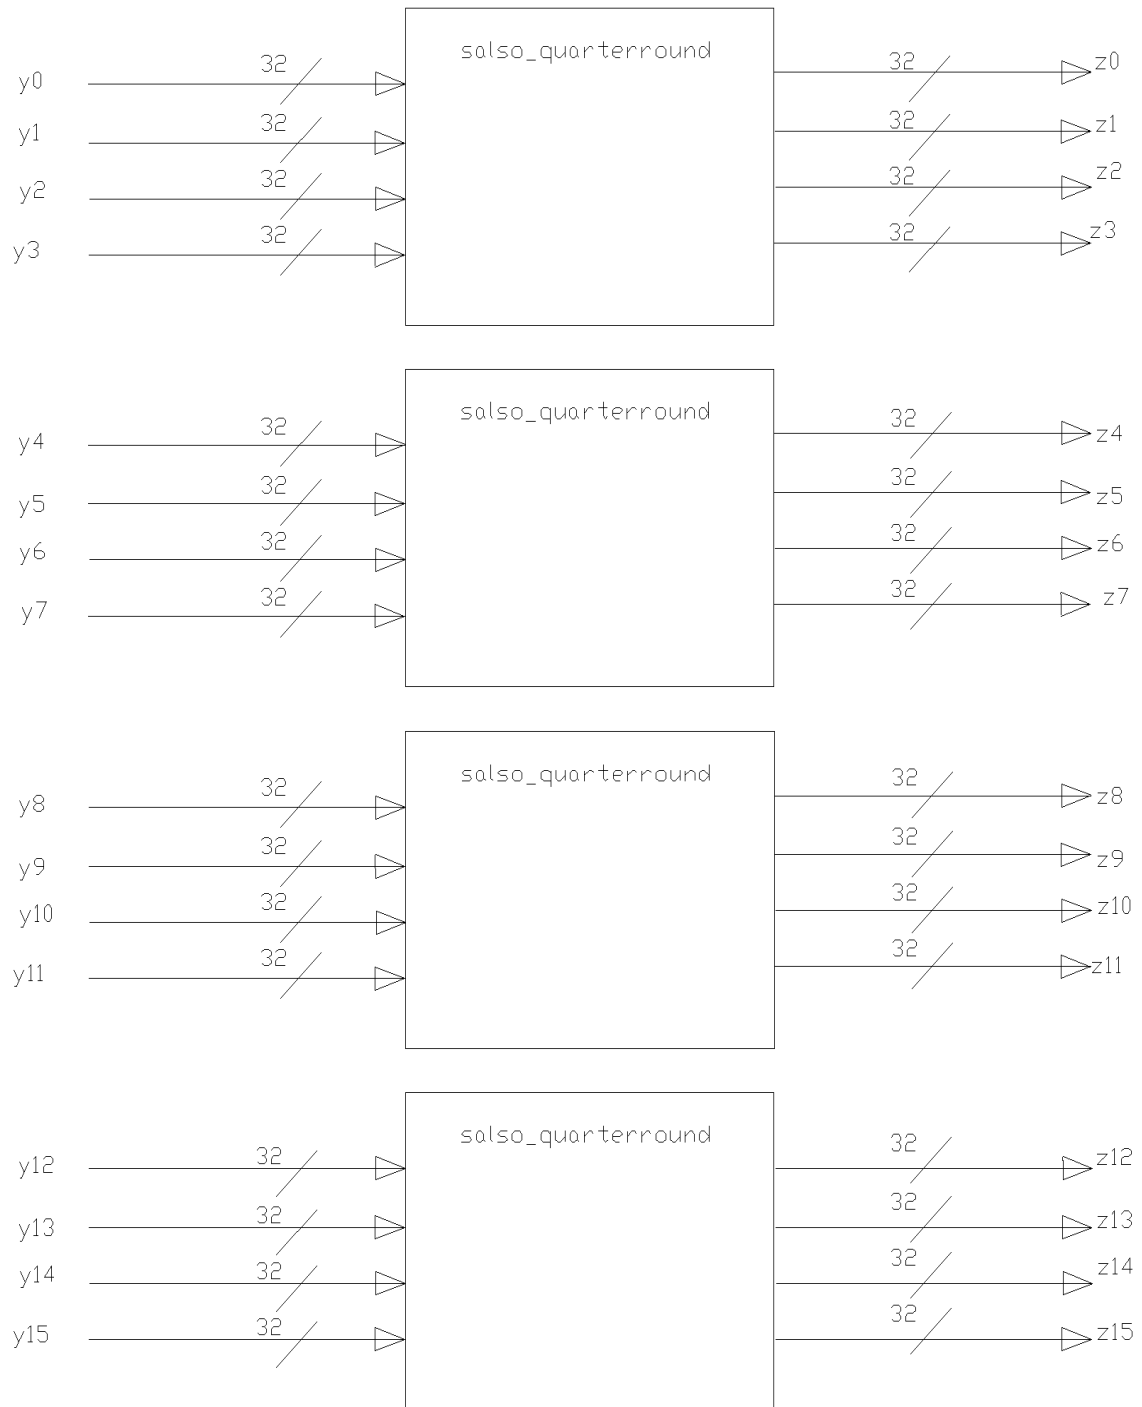 salso_quarterround
32
y0
32
z0
32
y1
32
z1
32
y2
32
z2
32
y3
32
z3
salso_quarterround
32
y4
32
z4
32
y5
32
z5
32
y6
32
z6
32
y7
32
z7
salso_quarterround
32
y8
32
z8
32
y9
32
z9
32
y10
32
z10
32
y11
32
z11
salso_quarterround
32
y12
32
z12
32
y13
32
z13
32
y14
32
z14
32
y15
32
z15